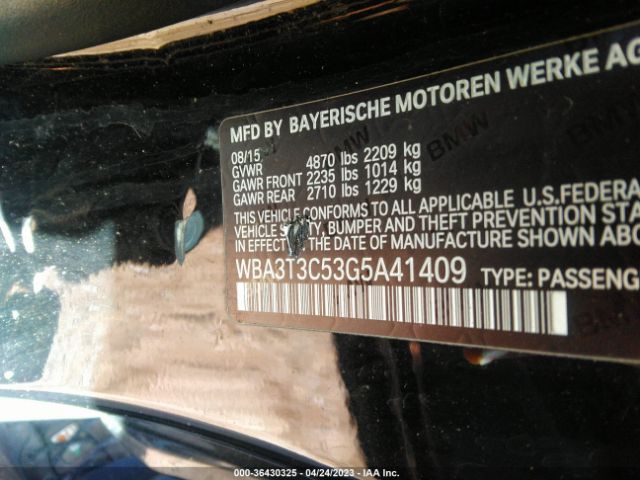 MFD BY BAYERISCHE MOTOREN WERKE AG
08/15
GVWR 4870 lbs 2209 kg
GAWR FRONT 2235 lbs 1014 kg
GAWR REAR 2710 lbs 1229 kg
THIS VEHICLE CONFORMS TO ALL APPLICABLE U.S.FEDERA
VEHICLE BUMPER AND THEFT PREVENTION STA
IN EFFECT THE DATE OF MANUFACTURE SHOWN ABO
WBA3T3C53G5A41409 TYPE: PASSENG
BMW
000-36430325 - 04/24/2023 - IAA Inc.